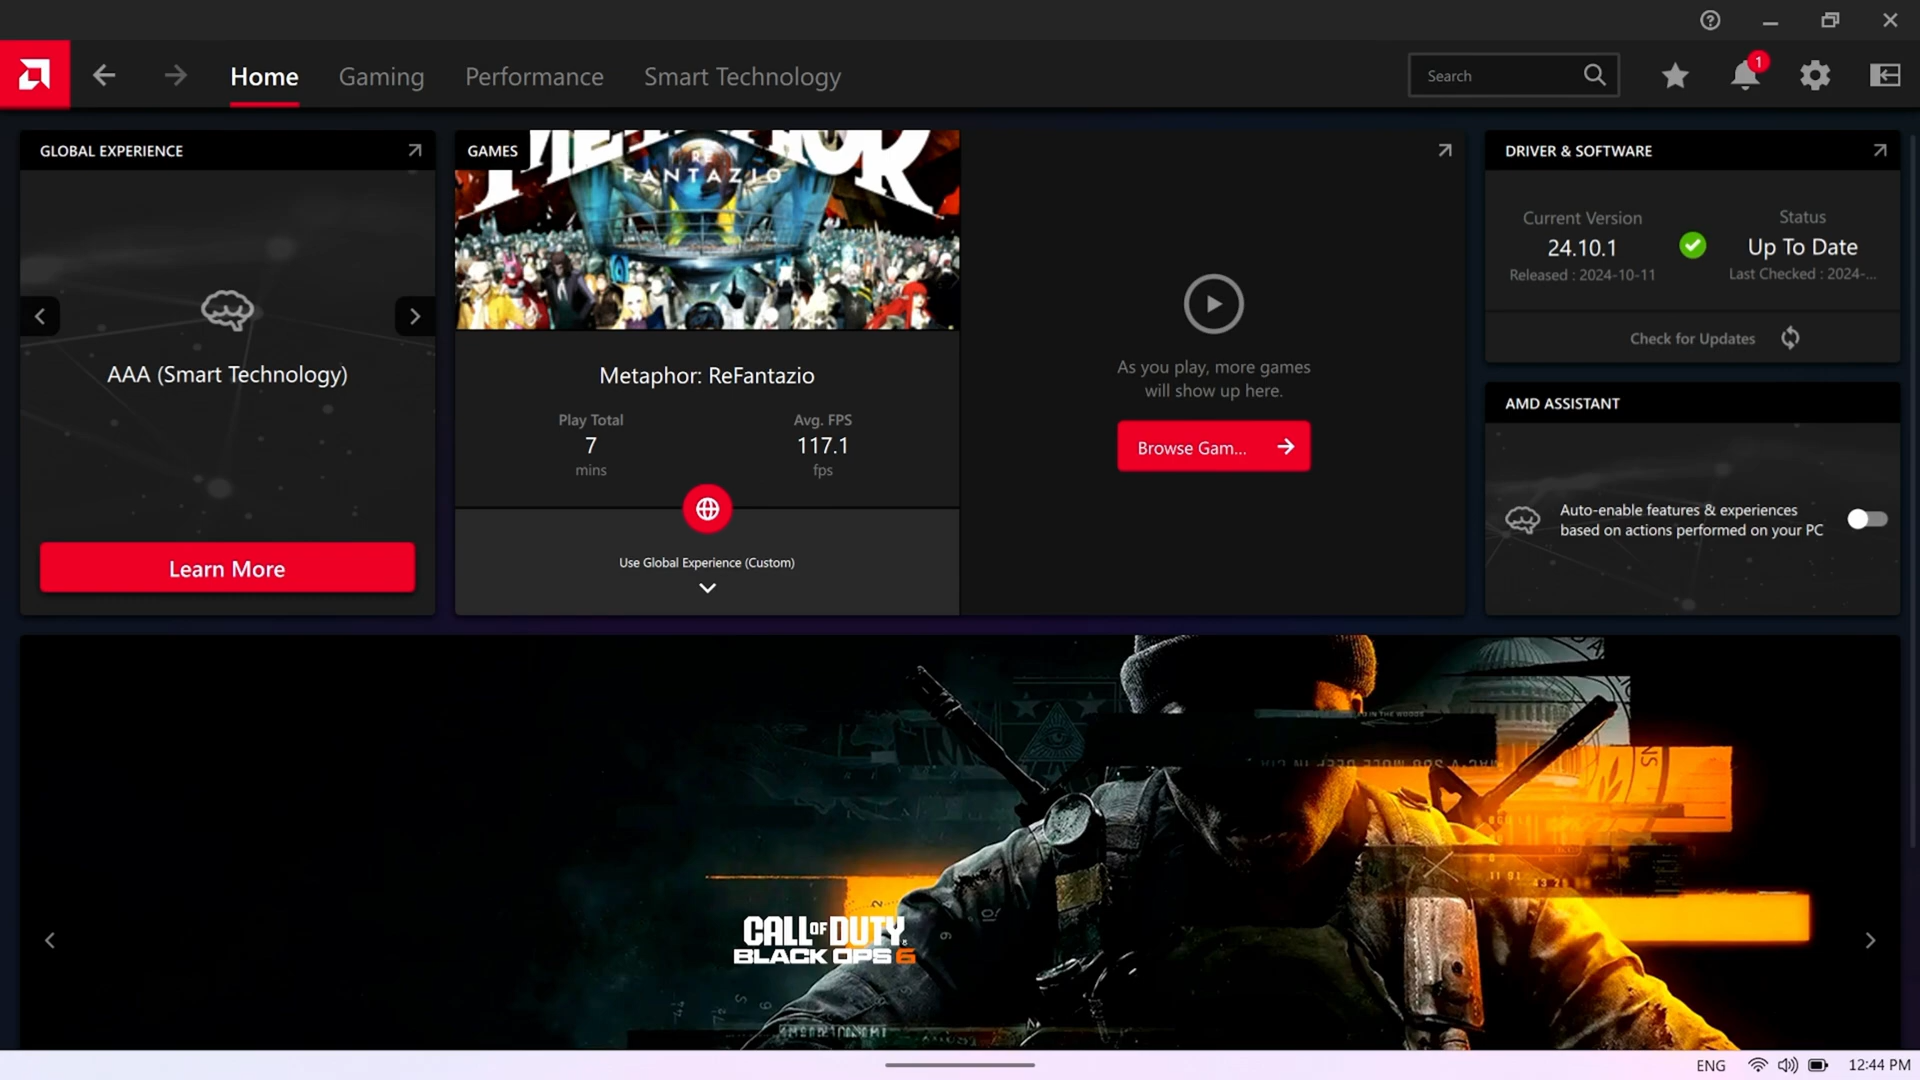 Home
Gaming
Performance
Smart Technology
Search
1
GLOBAL EXPERIENCE
AAA (Smart Technology)
Learn More
GAMES
RE
FANTAZIO
Metaphor: ReFantazio
Play Total
7
mins
Avg. FPS
117.1
fps
Use Global Experience (Custom)
As you play, more games
will show up here.
Browse Gam...
DRIVER & SOFTWARE
Current Version
24.10.1
Released : 2024-10-11
Status
Up To Date
Last Checked : 2024-...
Check for Updates
AMD ASSISTANT
Auto-enable features & experiences
based on actions performed on your PC
CALL OF DUTY
BLACK OPS 6
ENG
12:44 PM